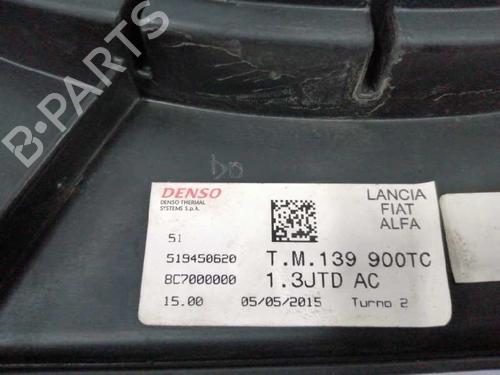 B-PARTS
DENSO
DENSO THERMAL
SYSTEMS S.p.A.
LANCIA
FIAT
ALFA
51
519450620
8C7000000
T.M.139 900TC
1.3JTD AC
15.00 05/05/2015 Turno 2